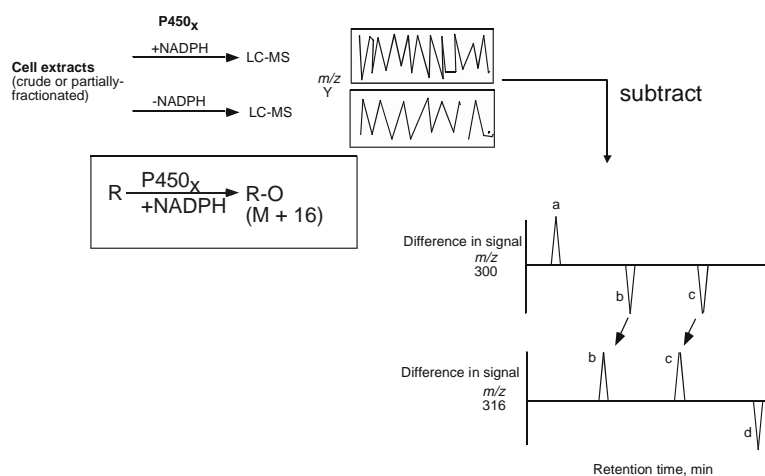 P450x
+NADPH
Cell extracts
(crude or partially-
fractionated)
LC-MS
-NADPH
LC-MS
m/z
Y
subtract
R
P450x
+NADPH
R-O
(M + 16)
a
Difference in signal
m/z
300
b
c
b
c
Difference in signal
m/z
316
d
Retention time, min